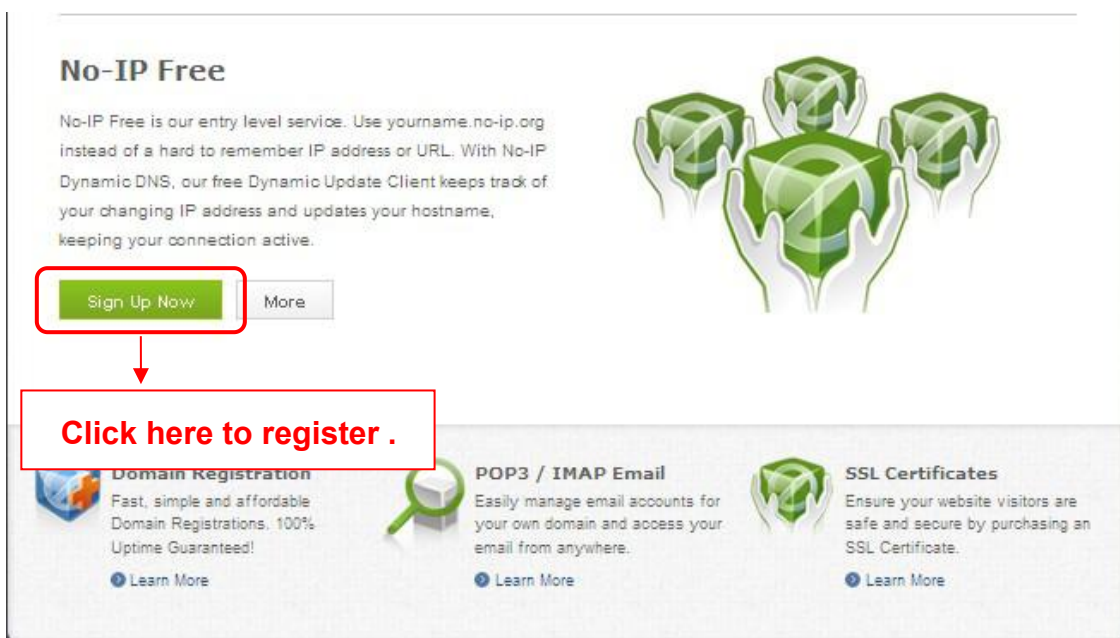 No-IP Free
No-IP Free is our entry level service. Use yourname.no-ip.org
instead of a hard to remember IP address or URL. With No-IP
Dynamic DNS, our free Dynamic Update Client keeps track of
your changing IP address and updates your hostname,
keeping your connection active.
Sign Up Now
More
Click here to register .
Domain Registration
Fast, simple and affordable
Domain Registrations. 100%
Uptime Guaranteed!
Learn More
POP3 / IMAP Email
Easily manage email accounts for
your own domain and access your
email from anywhere.
Learn More
SSL Certificates
Ensure your website visitors are
safe and secure by purchasing an
SSL Certificate.
Learn More